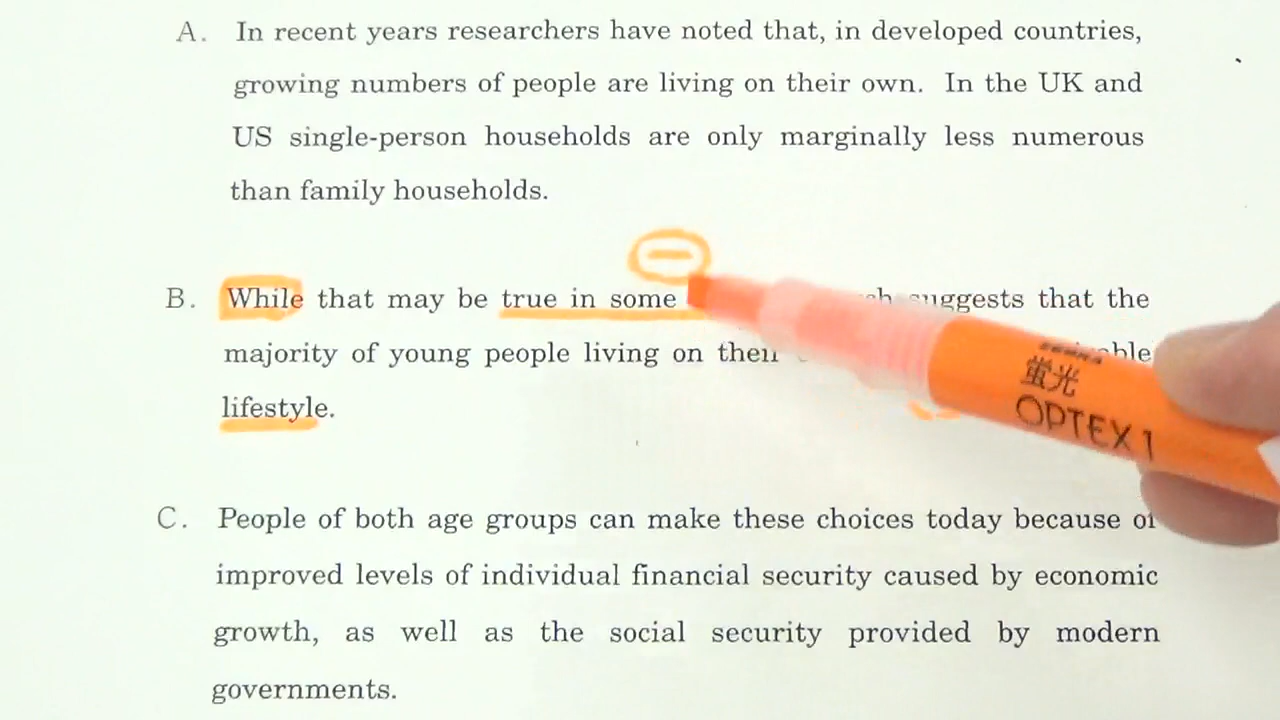 A. In recent years researchers have noted that, in developed countries,
growing numbers of people are living on their own. In the UK and
US single-person households are only marginally less numerous
than family households.
B. While that may be true in some suggests that the
majority of young people living on their
lifestyle.
C. People of both age groups can make these choices today because of
improved levels of individual financial security caused by economic
growth, as well as the social security provided by modern
governments.
ZEBRA
蛍光
OPTEX 1